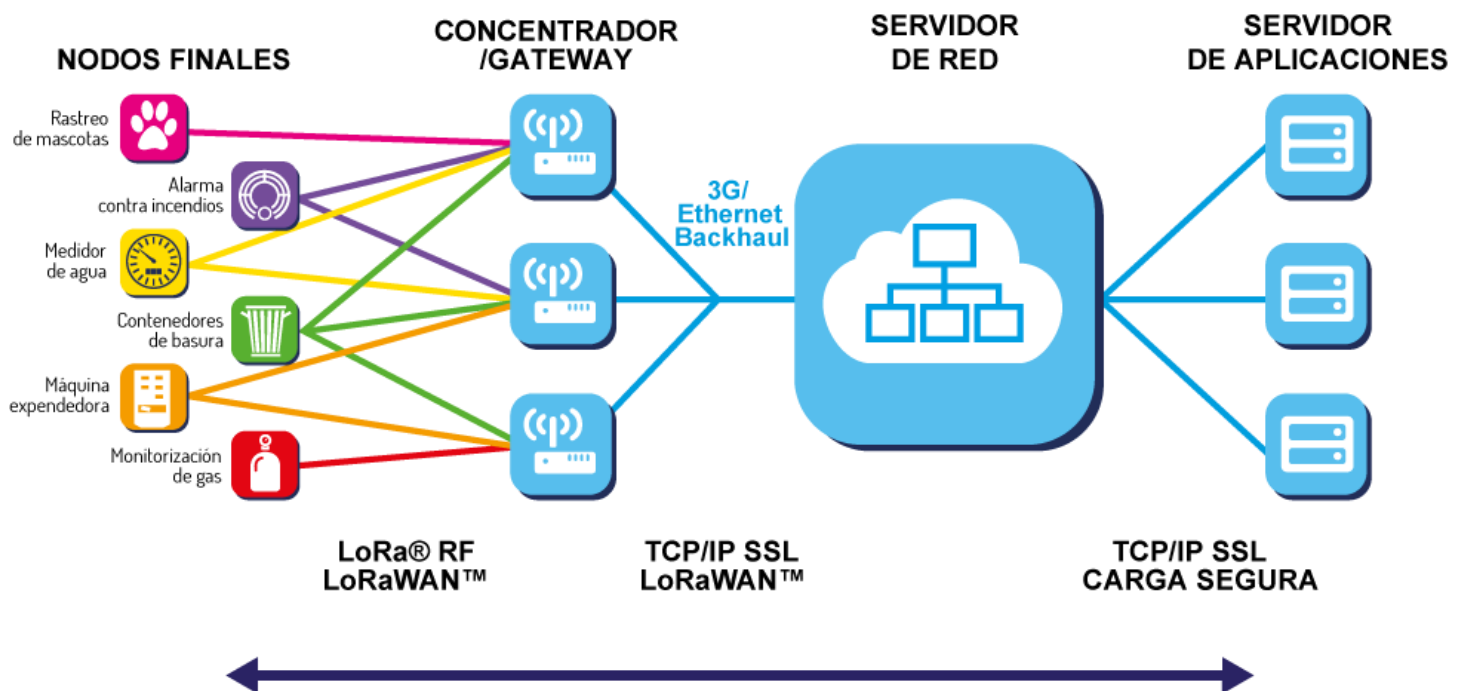 NODOS FINALES
CONCENTRADOR
/GATEWAY
SERVIDOR
DE RED
SERVIDOR
DE APLICACIONES
Rastreo
de mascotas
Alarma
contra incendios
Medidor
de agua
Contenedores
de basura
Máquina
expendedora
Monitorización
de gas
3G/
Ethernet
Backhaul
LoRa® RF
LoRaWAN™
TCP/IP SSL
LoRaWAN™
TCP/IP SSL
CARGA SEGURA